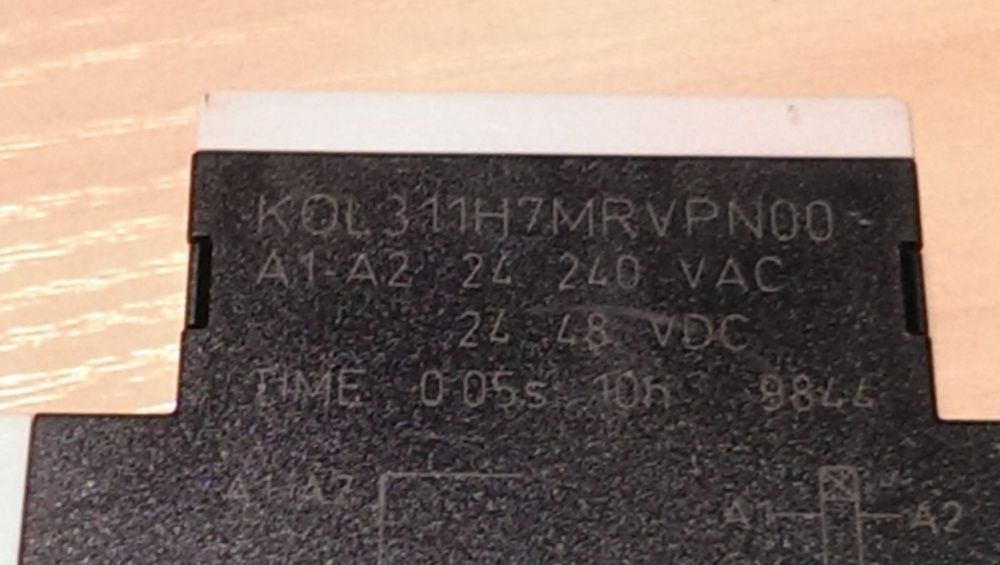 KOL311H7MRVPN00
A1-A2 24 240 VAC
24 48 VDC
TIME 0.05s 10h 9844
A1-A2
A1 A2